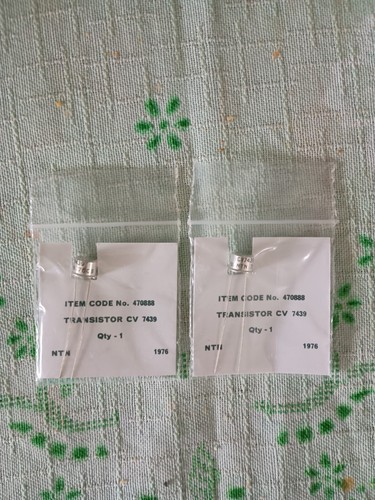 ITEM CODE No. 470888
TRANSISTOR CV 7439
Qty - 1
NTN 1976
ITEM CODE No. 470888
TRANSISTOR CV 7439
Qty - 1
1976